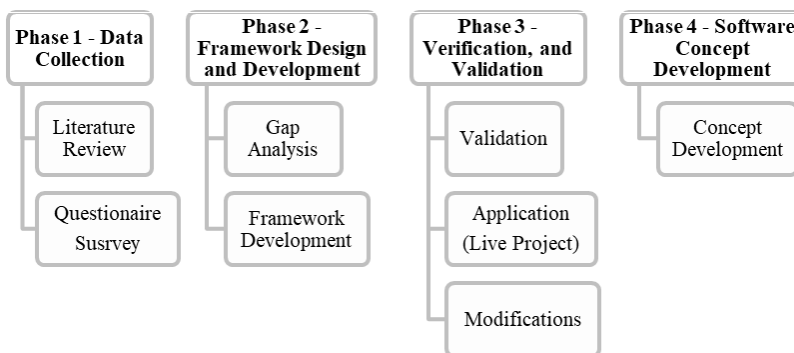 Phase 1 - Data
Collection
Literature
Review
Questionaire
Susrvey
Phase 2 -
Framework Design
and Development
Gap
Analysis
Framework
Development
Phase 3 -
Verification, and
Validation
Validation
Application
(Live Project)
Modifications
Phase 4 - Software
Concept
Development
Concept
Development